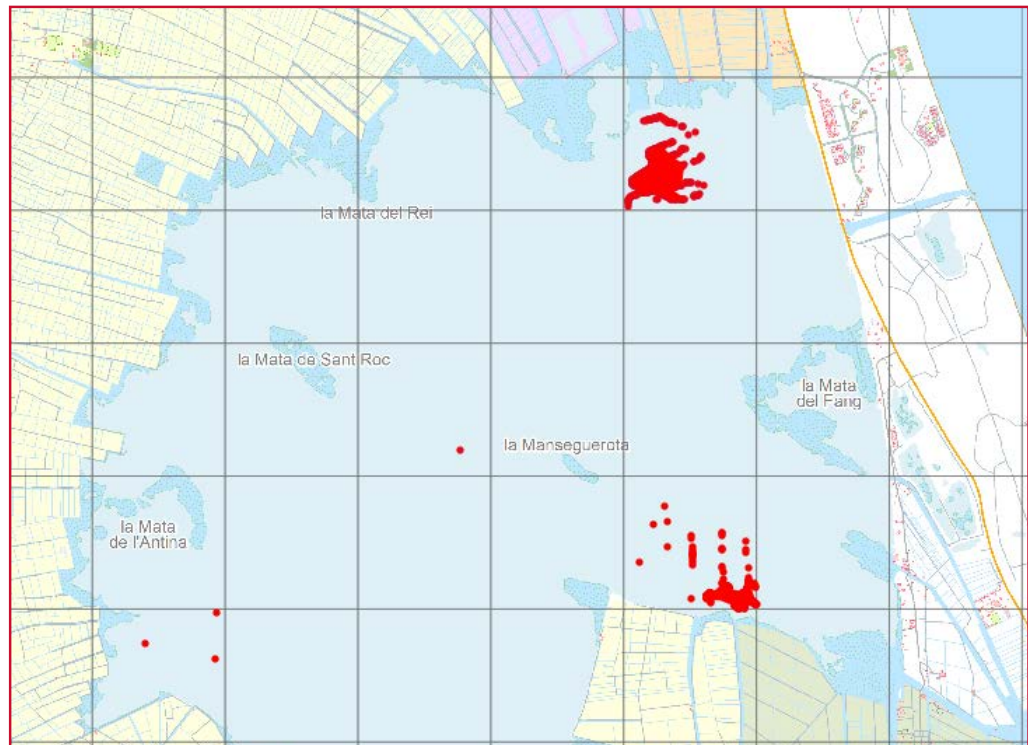 la Mata del Rei
la Mata de Sant Roc
la Mata
del Fang
la Manseguerota
la Mata
de l'Antina